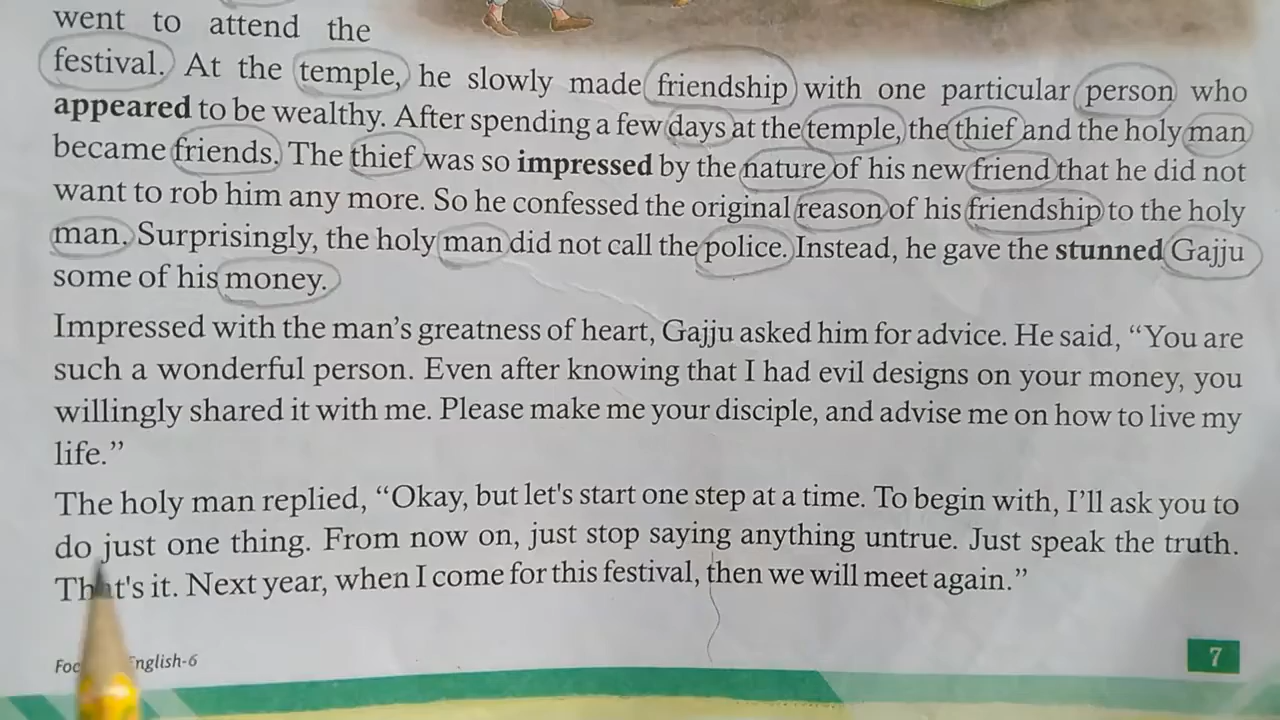 went to attend the
festival. At the temple, he slowly made friendship with one particular person who
appeared to be wealthy. After spending a few days at the temple, the thief and the holy man
became friends. The thief was so impressed by the nature of his new friend that he did not
want to rob him any more. So he confessed the original reason of his friendship to the holy
man. Surprisingly, the holy man did not call the police. Instead, he gave the stunned Gajju
some of his money.
Impressed with the man's greatness of heart, Gajju asked him for advice. He said, “You are
such a wonderful person. Even after knowing that I had evil designs on your money, you
willingly shared it with me. Please make me your disciple, and advise me on how to live my
life.”
The holy man replied, “Okay, but let's start one step at a time. To begin with, I'll ask you to
do just one thing. From now on, just stop saying anything untrue. Just speak the truth.
That's it. Next year, when I come for this festival, then we will meet again.”
English-6
7